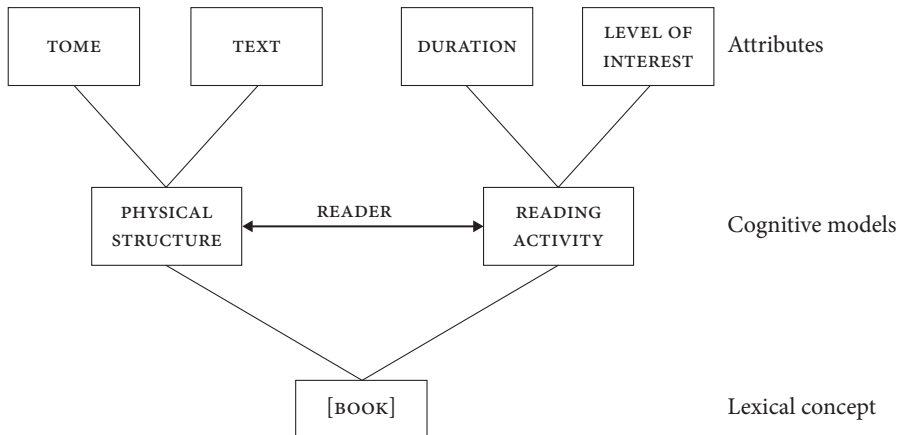 TOME
TEXT
DURATION
LEVEL OF
INTEREST
Attributes
PHYSICAL
STRUCTURE
READER
READING
ACTIVITY
Cognitive models
[BOOK]
Lexical concept